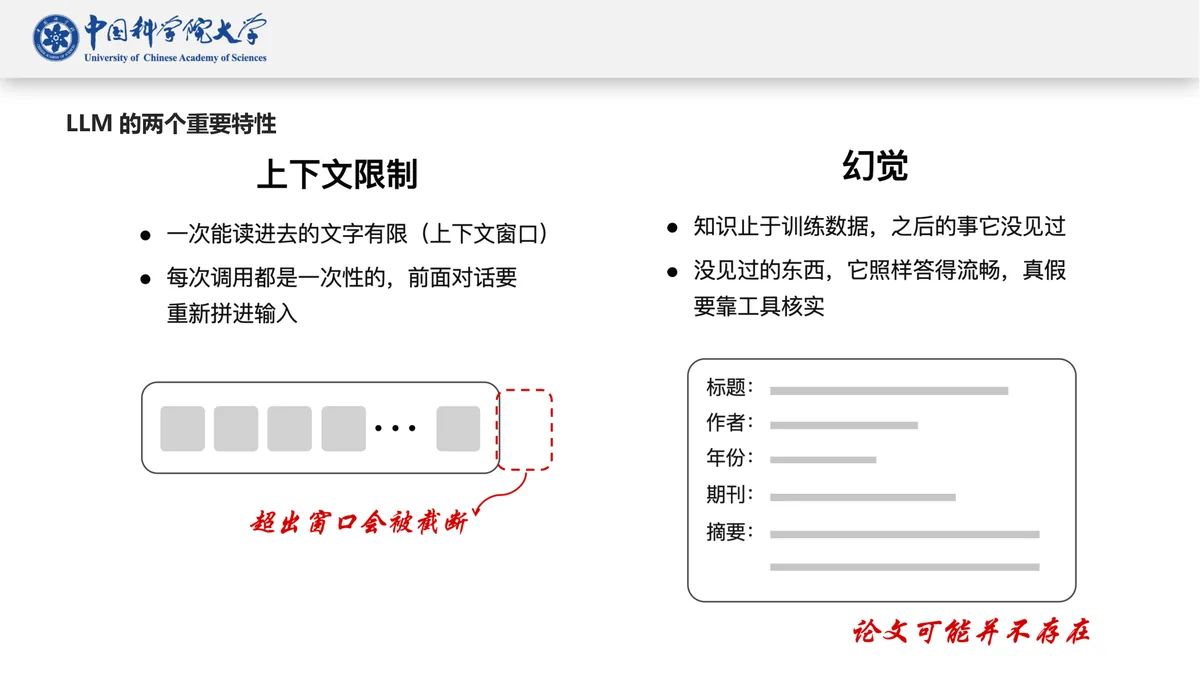 中国科学院大学
University of Chinese Academy of Sciences
LLM 的两个重要特性
上下文限制
● 一次能读进去的文字有限（上下文窗口）
● 每次调用都是一次性的，前面对话要
重新拼进输入
···
超出窗口会被截断
幻觉
● 知识止于训练数据，之后的事它没见过
● 没见过的东西，它照样答得流畅，真假
要靠工具核实
标题：
作者：
年份：
期刊：
摘要：
论文可能并不存在